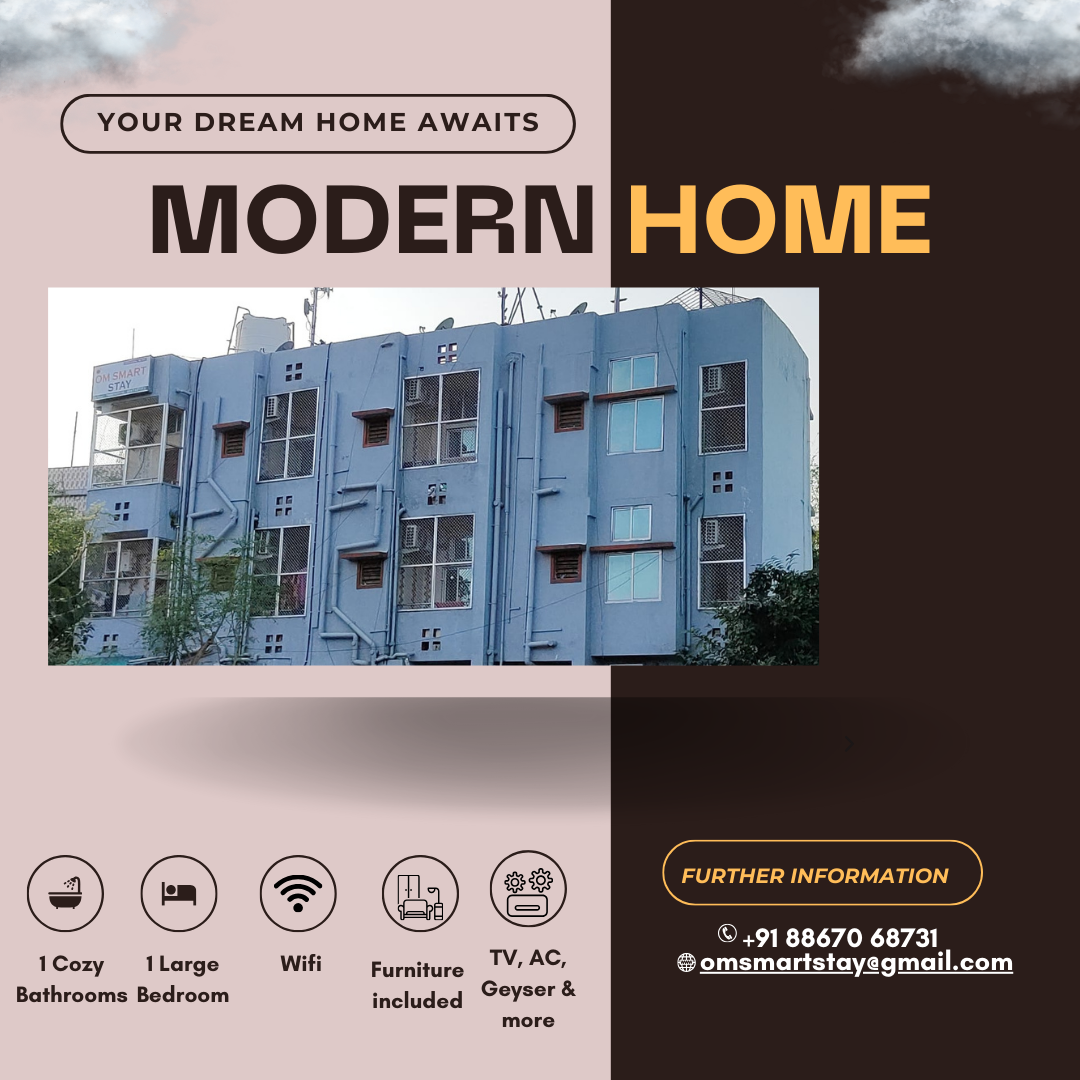 YOUR DREAM HOME AWAITS
MODERN HOME
OM SMART
STAY
1 Cozy
Bathrooms
1 Large
Bedroom
Wifi
Furniture
included
TV, AC,
Geyser &
more
FURTHER INFORMATION
+91 88670 68731
omsmartstay@gmail.com